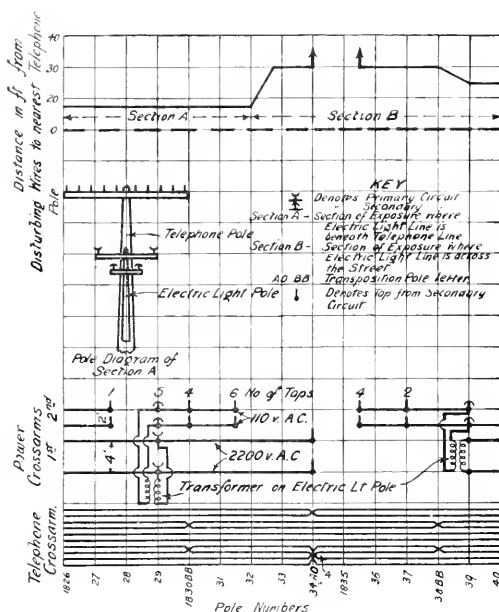 Distance in ft from
Disturbing Wires to nearest Telephone
Pole
40
30
20
10
0
Section A
Section B
KEY
Denotes Primary Circuit
" Secondary "
Section A - Section of Exposure where
Electric Light Line is
beneath Telephone Line
Section B - Section of Exposure where
Electric Light Line is across
the Street
AO BB Transposition Pole Letter
Denotes Tap from Secondary
Circuit
Telephone Pole
Electric Light Pole
Pole Diagram of
Section A
1 5 4 6 No of Taps 4 2
2nd
2'
110 v. A.C.
Power
Crossarms
1st
4'
2200 v. A.C
Transformer on Electric Lt Pole
Telephone
Crossarm.
1826 27 28 29 1830BB 31 32 33 34AO 1835 36 37 38BB 39 40
Pole Numbers